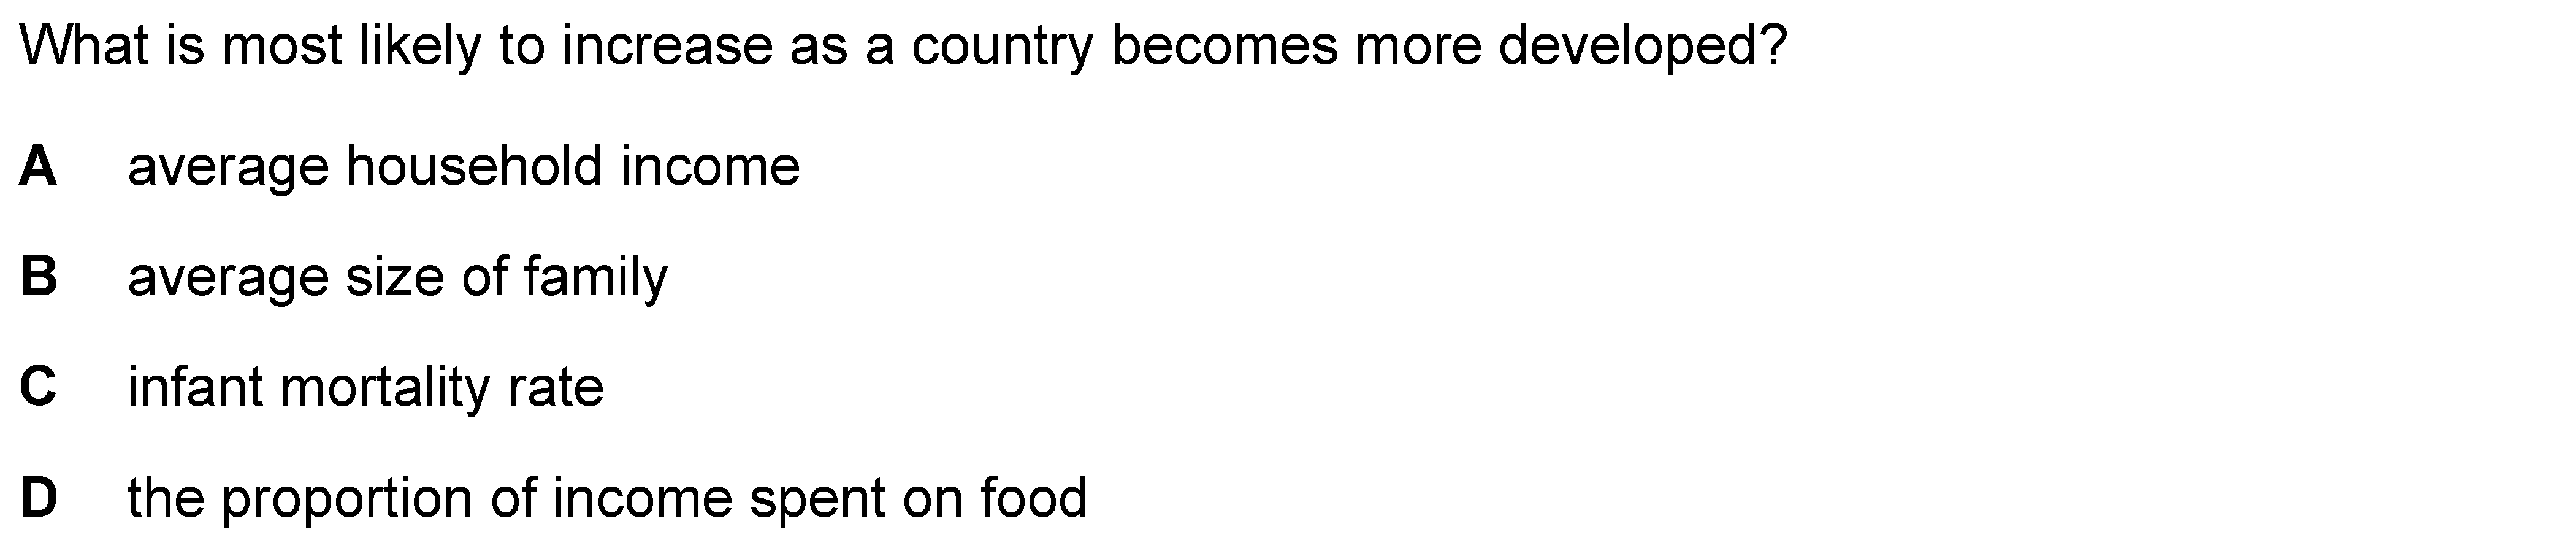 What is most likely to increase as a country becomes more developed?
A average household income
B average size of family
C infant mortality rate
D the proportion of income spent on food